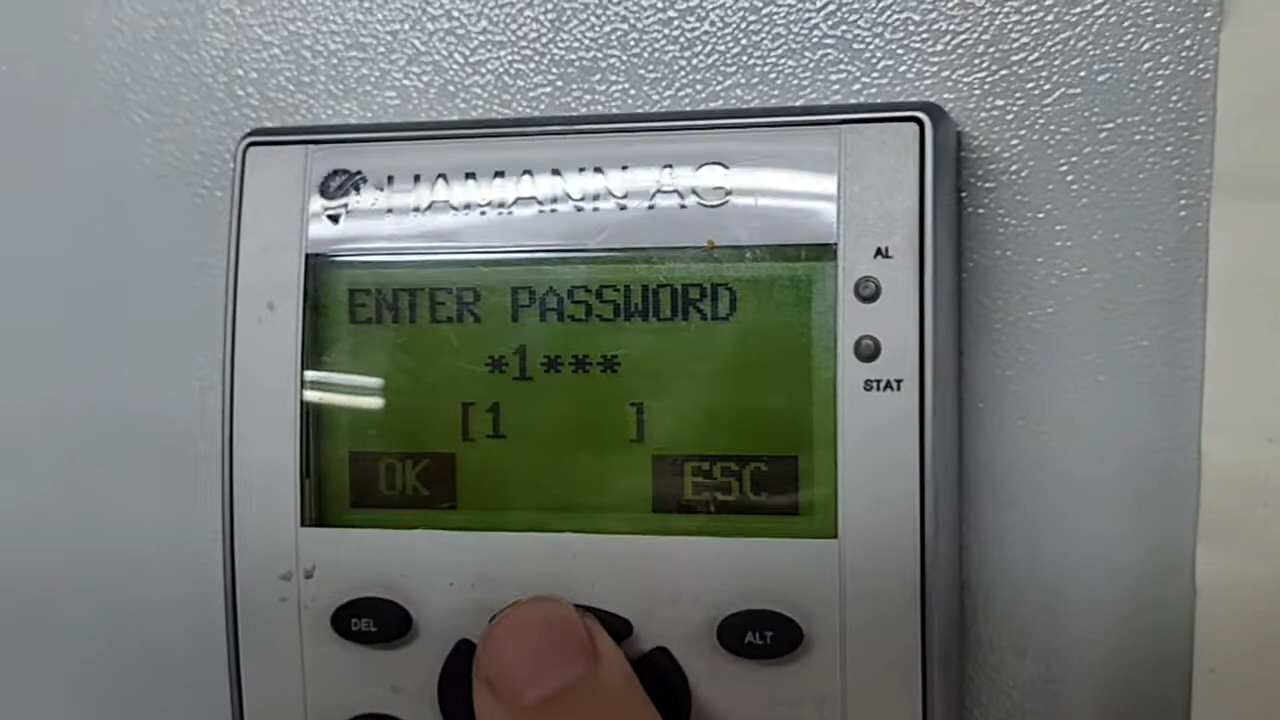 HAMANN AG
AL
ENTER PASSWORD
*1***
STAT
[1 ]
OK
ESC
DEL
ALT